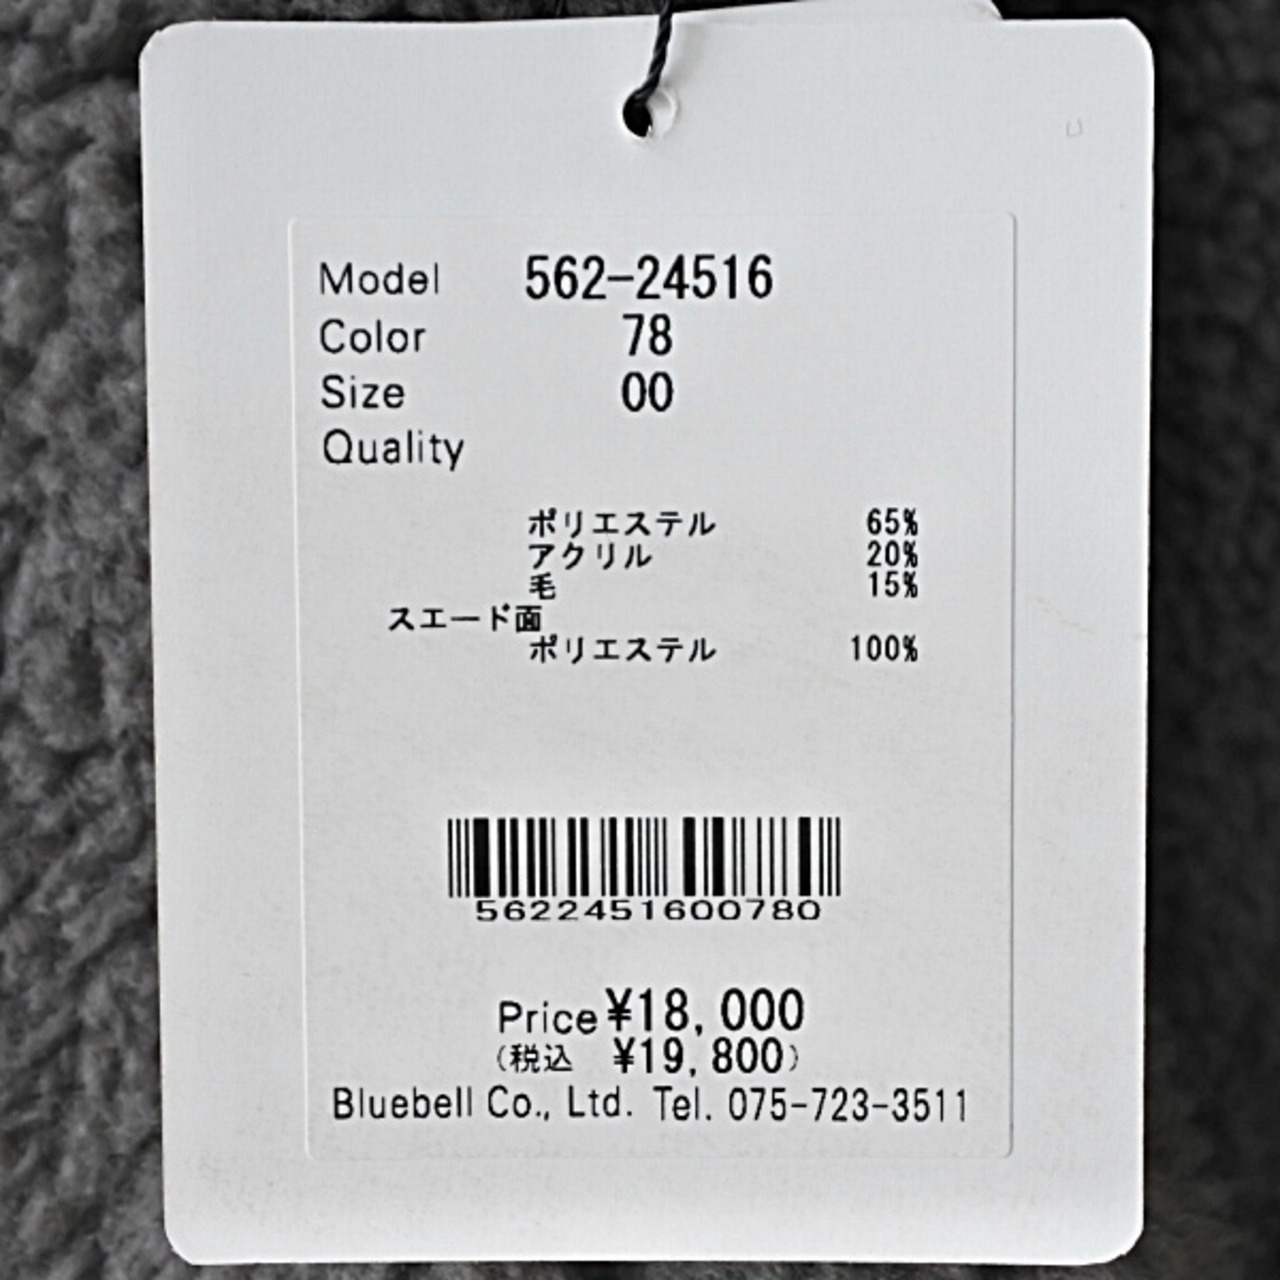 Model 562-24516
Color 78
Size 00
Quality
ポリエステル 65%
アクリル 20%
毛 15%
スエード面
ポリエステル 100%
5622451600780
Price ¥18,000
(税込 ¥19,800)
Bluebell Co., Ltd. Tel. 075-723-3511